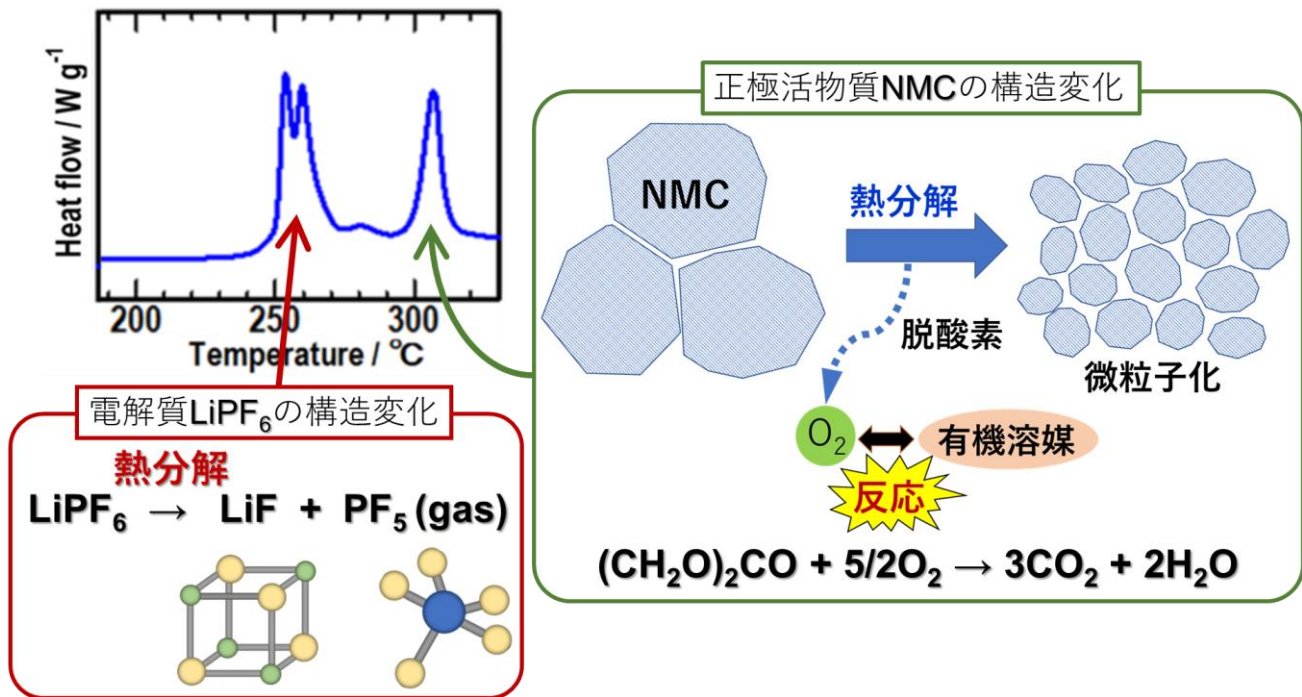 Heat flow / W g⁻¹
200 250 300
Temperature / °C
電解質LiPF₆の構造変化
熱分解
LiPF₆ → LiF + PF₅ (gas)
正極活物質NMCの構造変化
NMC
熱分解
脱酸素
微粒子化
O₂
有機溶媒
反応
(CH₂O)₂CO + 5/2O₂ → 3CO₂ + 2H₂O